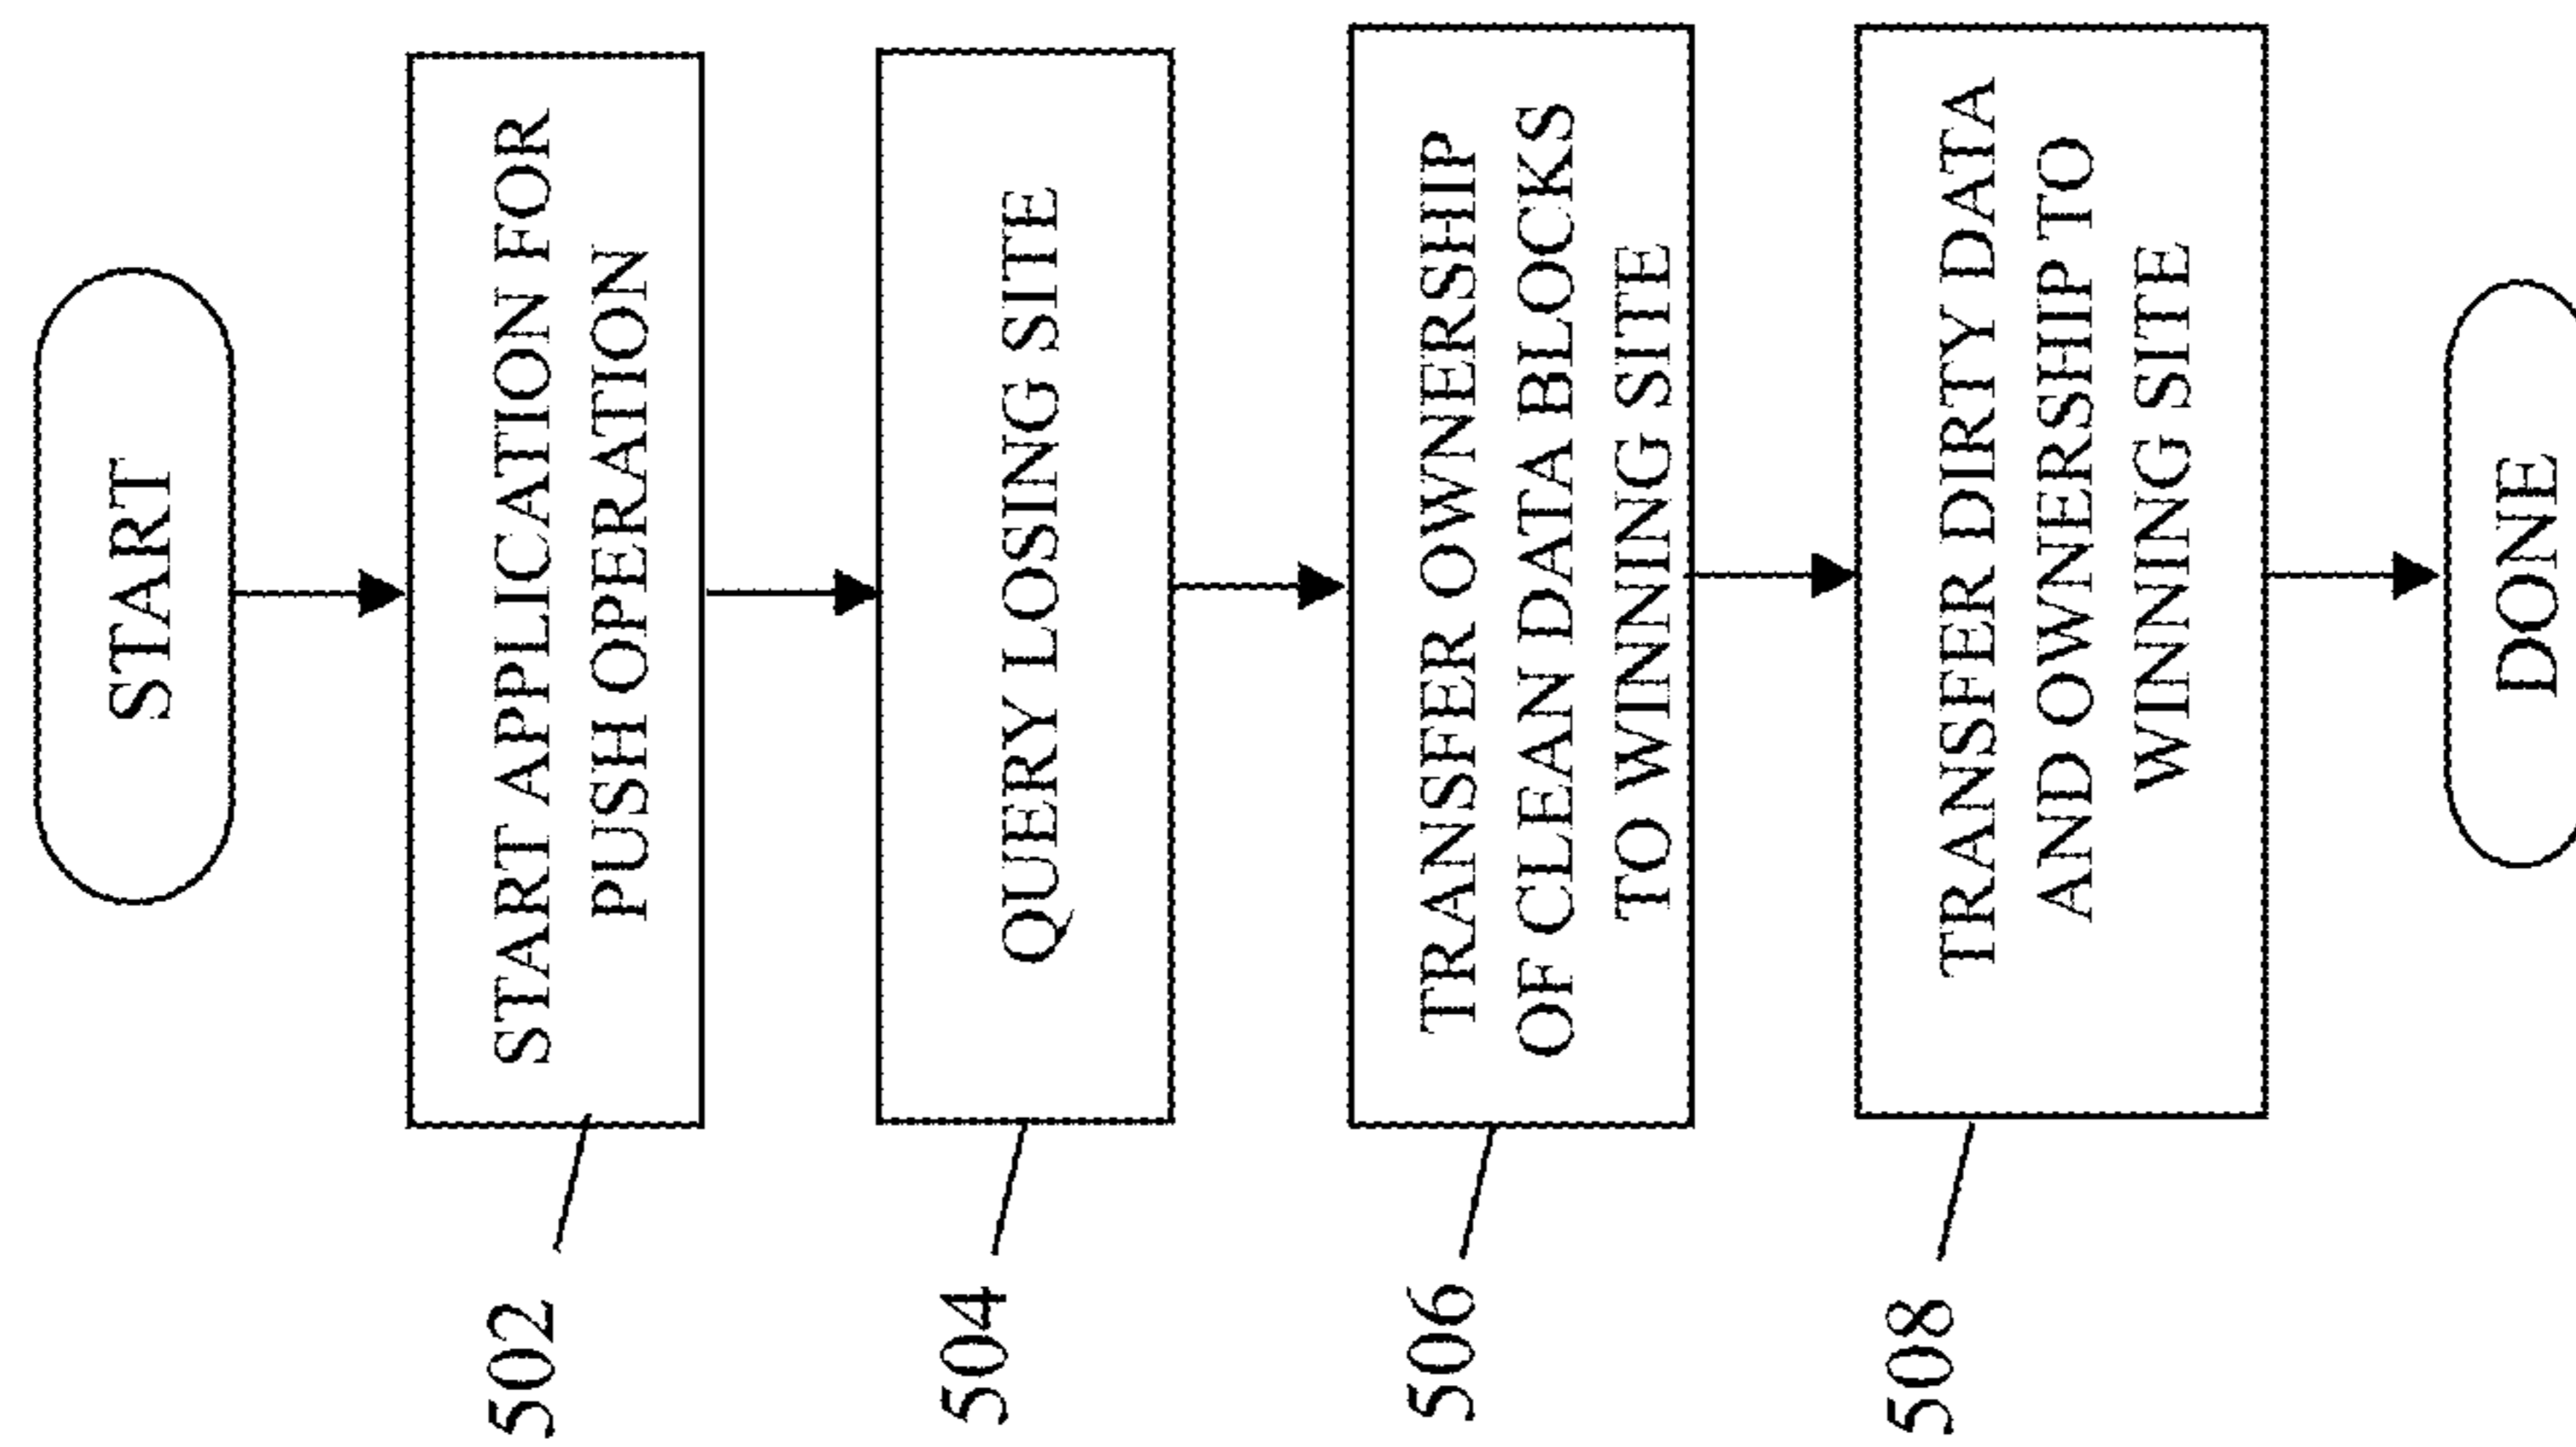 START
START APPLICATION FOR
PUSH OPERATION
502
QUERY LOSING SITE
504
TRANSFER OWNERSHIP
OF CLEAN DATA BLOCKS
TO WINNING SITE
506
TRANSFER DIRTY DATA
AND OWNERSHIP TO
WINNING SITE
508
DONE